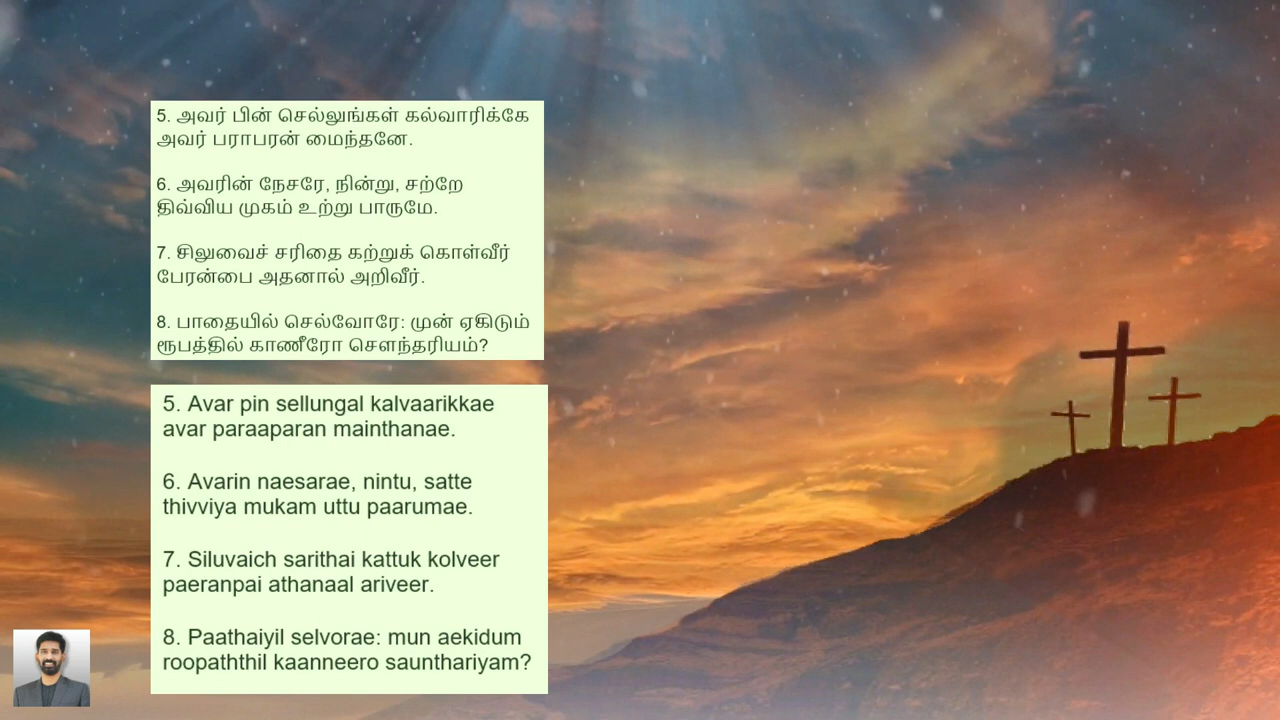 5. அவர் பின் செல்லுங்கள் கல்வாரிக்கே
அவர் பராபரன் மைந்தனே.
6. அவரின் நேசரே, நின்று, சற்றே
திவ்விய முகம் உற்று பாருமே.
7. சிலுவைச் சரிதை கற்றுக் கொள்வீர்
பேரன்பை அதனால் அறிவீர்.
8. பாதையில் செல்வோரே: முன் ஏகிடும்
ரூபத்தில் காணீரோ சௌந்தரியம்?
5. Avar pin sellungal kalvaarikkae
avar paraaparan mainthanae.
6. Avarin naesarae, nintu, satte
thivviya mukam uttu paarumae.
7. Siluvaich sarithai kattuk kolveer
paeranpai athanaal ariveer.
8. Paathaiyil selvorae: mun aekidum
roopaththil kaanneero saunthariyam?